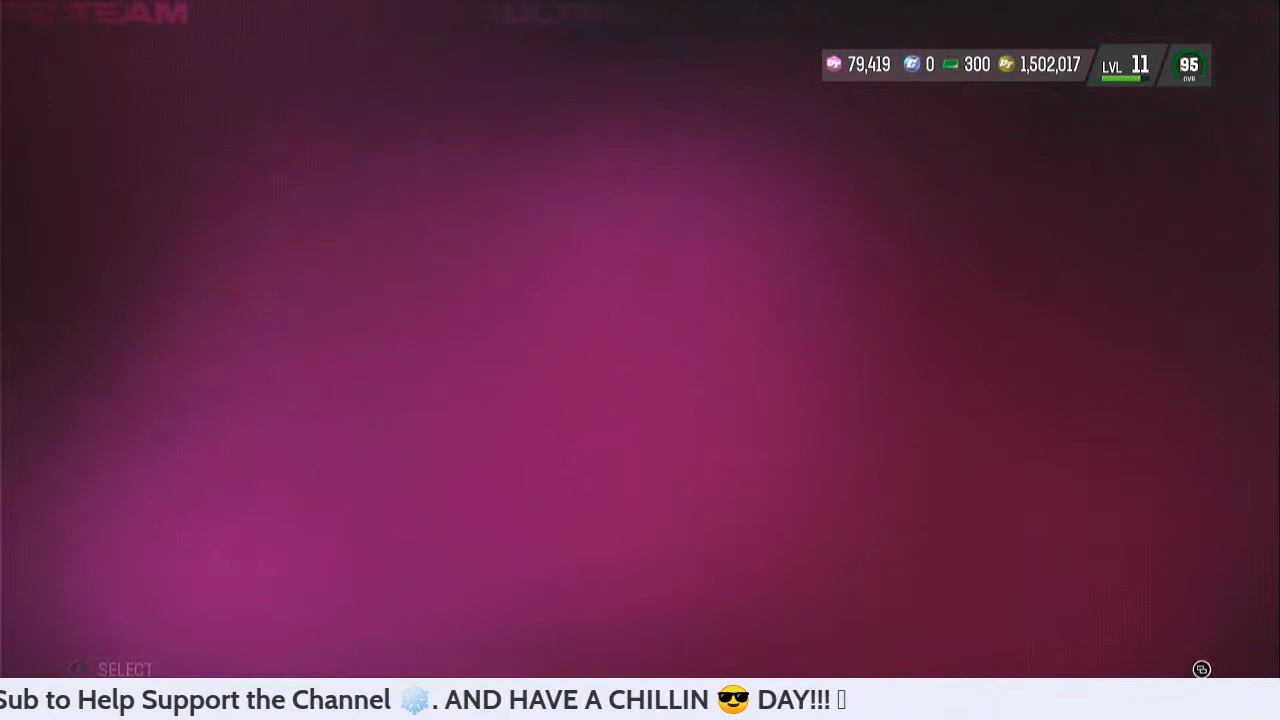 TEAM
79,419 0 300 1,502,017 LVL 11 95
OVR
SELECT
Sub to Help Support the Channel ❄️. AND HAVE A CHILLIN 😎 DAY!!!